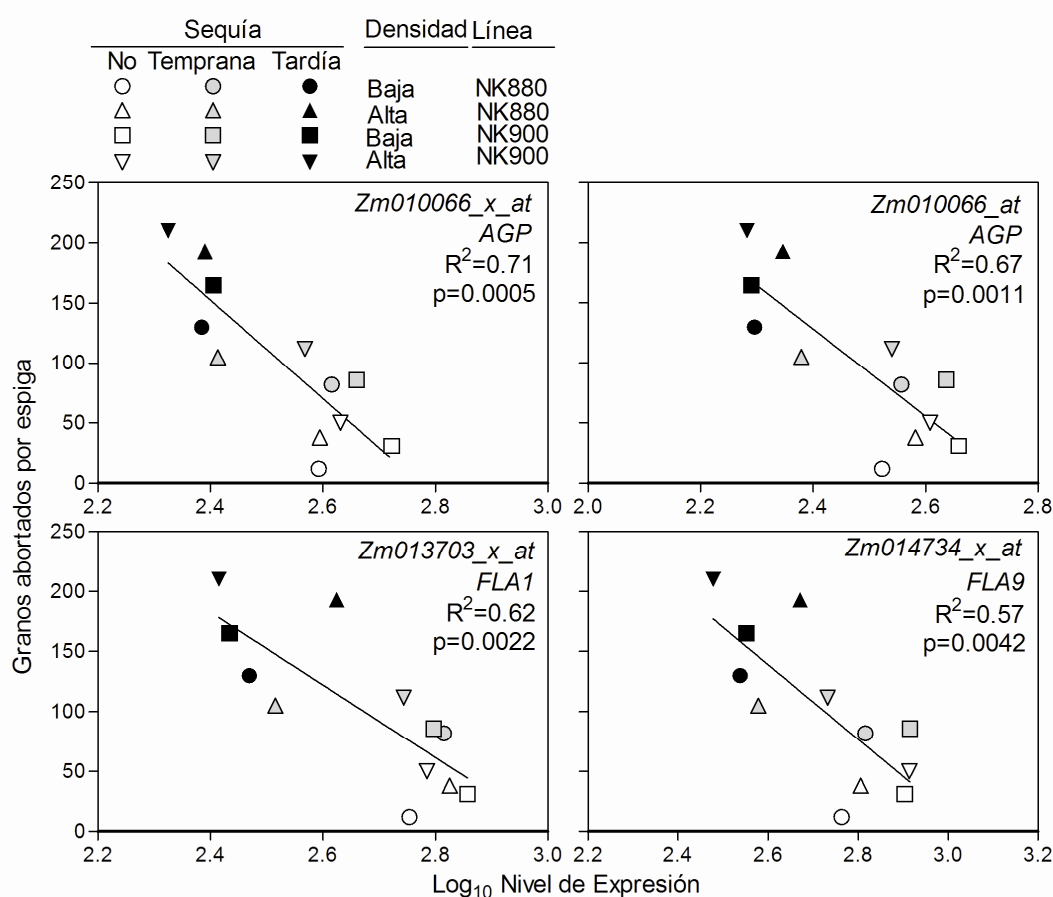 Sequía Densidad Línea
No Temprana Tardía
Baja NK880
Alta NK880
Baja NK900
Alta NK900
Granos abortados por espiga
250
200
150
100
50
0
2.2 2.4 2.6 2.8 3.0
Zm010066_x_at
AGP
R²=0.71
p=0.0005
2.0 2.2 2.4 2.6 2.8
Zm010066_at
AGP
R²=0.67
p=0.0011
250
200
150
100
50
0
2.2 2.4 2.6 2.8 3.0
Zm013703_x_at
FLA1
R²=0.62
p=0.0022
2.2 2.4 2.6 2.8 3.0 3.2
Zm014734_x_at
FLA9
R²=0.57
p=0.0042
Log₁₀ Nivel de Expresión